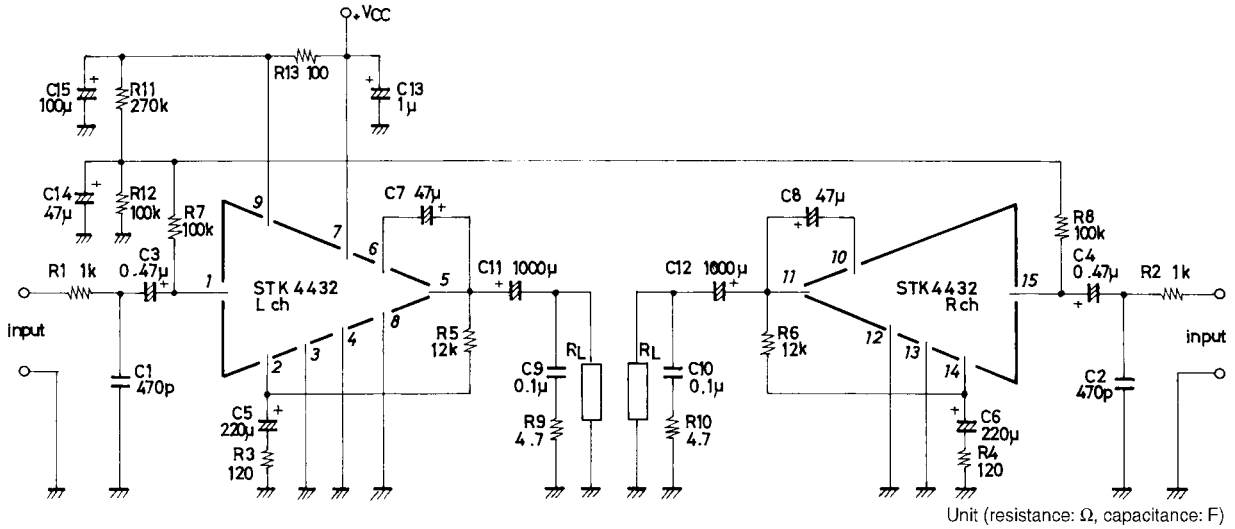 +VCC
R13 100
C15
100µ
R11
270k
C13
1µ
C14
47µ
R12
100k
R7
100k
9
7
6
C7 47µ
C8 47µ
10
R8
100k
R1 1k
C3
0.47µ
1
STK4432
L ch
5
C11 1000µ
C12 1000µ
11
STK4432
R ch
15
C4
0.47µ
R2 1k
input
input
2
3
4
8
R5
12k
R6
12k
12
13
14
C1
470p
C9
0.1µ
RL
RL
C10
0.1µ
C2
470p
C5
220µ
R3
120
R9
4.7
R10
4.7
C6
220µ
R4
120
Unit (resistance: Ω, capacitance: F)